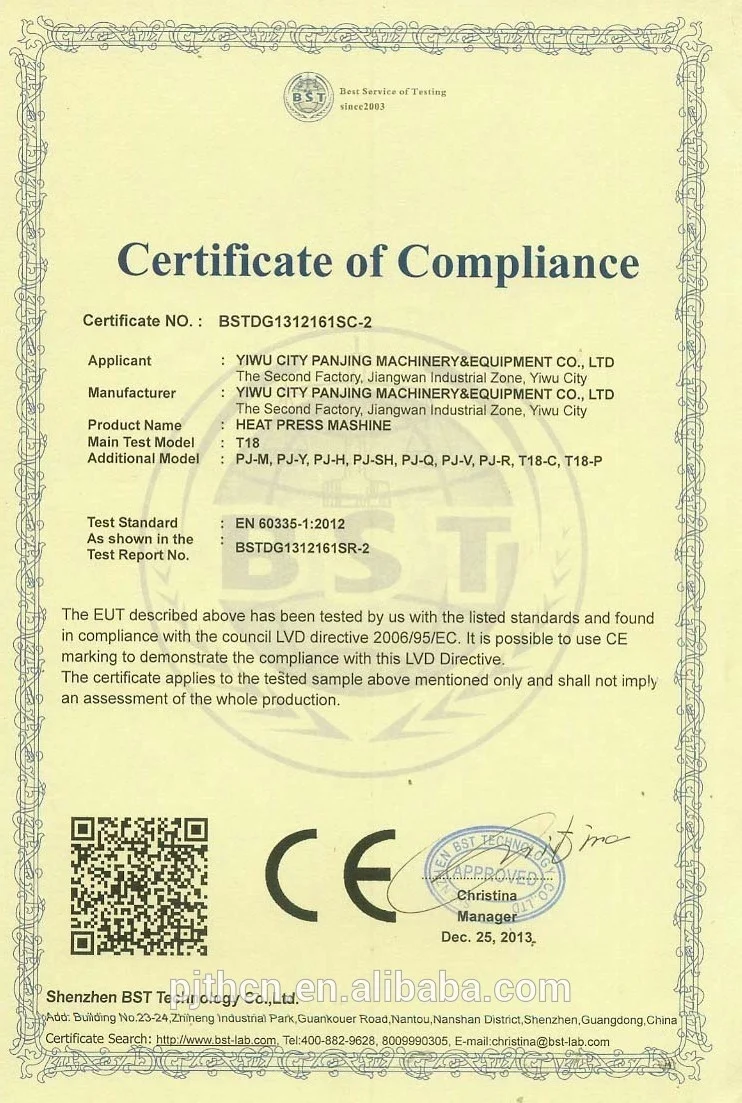 BST
Best Service of Testing
since2003
Certificate of Compliance
Certificate NO. : BSTDG1312161SC-2
Applicant : YIWU CITY PANJING MACHINERY&EQUIPMENT CO., LTD
The Second Factory, Jiangwan Industrial Zone, Yiwu City
Manufacturer : YIWU CITY PANJING MACHINERY&EQUIPMENT CO., LTD
The Second Factory, Jiangwan Industrial Zone, Yiwu City
Product Name : HEAT PRESS MASHINE
Main Test Model : T18
Additional Model : PJ-M, PJ-Y, PJ-H, PJ-SH, PJ-Q, PJ-V, PJ-R, T18-C, T18-P
Test Standard : EN 60335-1:2012
As shown in the :
Test Report No. BSTDG1312161SR-2
BST
The EUT described above has been tested by us with the listed standards and found
in compliance with the council LVD directive 2006/95/EC. It is possible to use CE
marking to demonstrate the compliance with this LVD Directive.
The certificate applies to the tested sample above mentioned only and shall not imply
an assessment of the whole production.
CE
BST TECHNOLOGY CO.,LTD
APPROVED
Christina
Manager
Dec. 25, 2013
pjthcn.en.alibaba.com
Shenzhen BST Technology Co.,Ltd.
Add: Building No.23-24,Zhiheng Industrial Park,Guankouer Road,Nantou,Nanshan District,Shenzhen,Guangdong,China
Certificate Search: http://www.bst-lab.com, Tel:400-882-9628, 8009990305, E-mail:christina@bst-lab.com